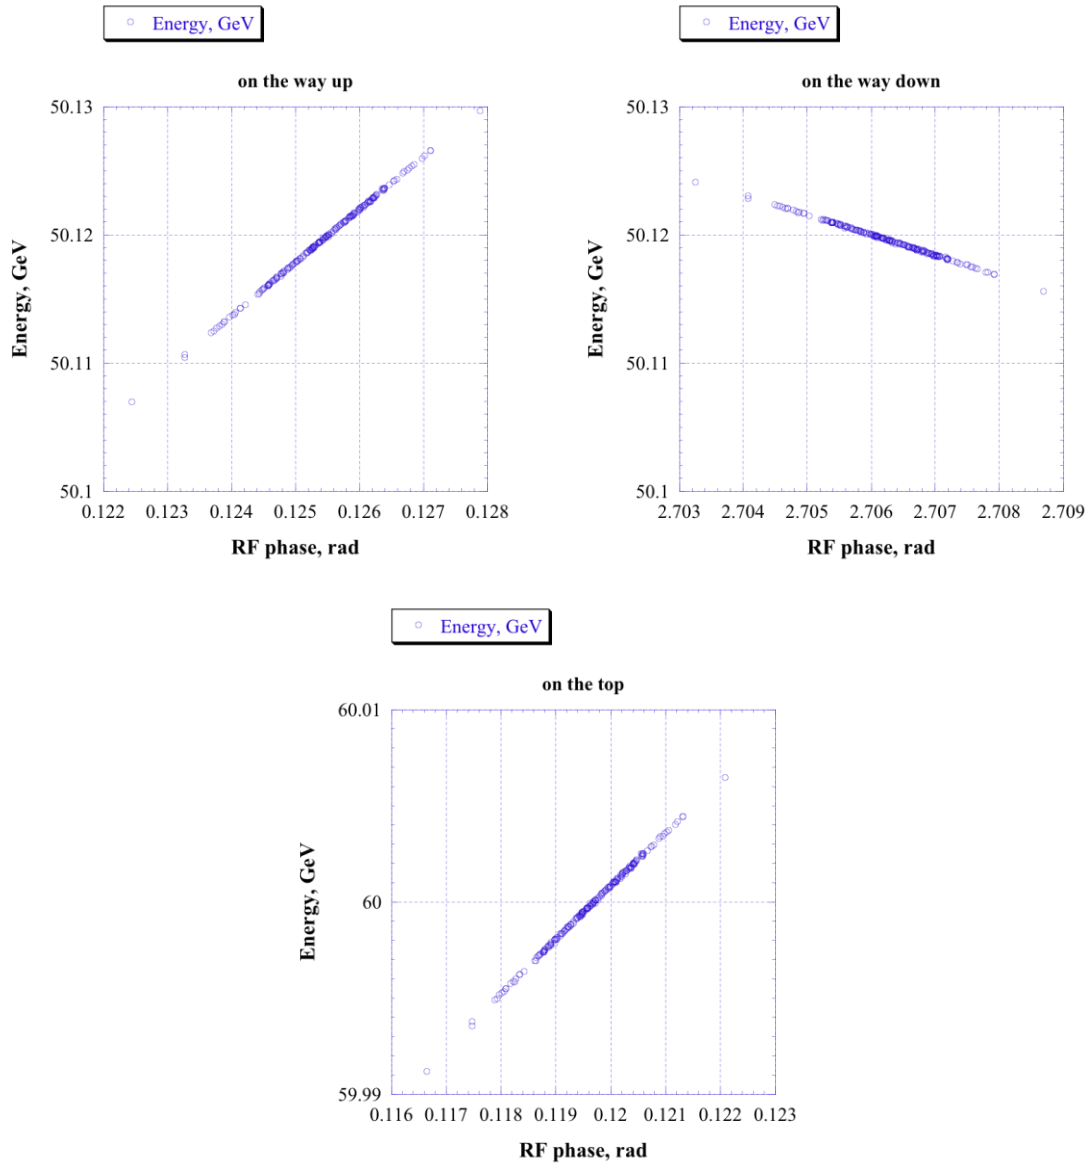 Energy, GeV
on the way up
50.13
50.12
50.11
50.1
Energy, GeV
0.122 0.123 0.124 0.125 0.126 0.127 0.128
RF phase, rad
Energy, GeV
on the way down
50.13
50.12
50.11
50.1
Energy, GeV
2.703 2.704 2.705 2.706 2.707 2.708 2.709
RF phase, rad
Energy, GeV
on the top
60.01
60
59.99
Energy, GeV
0.116 0.117 0.118 0.119 0.12 0.121 0.122 0.123
RF phase, rad